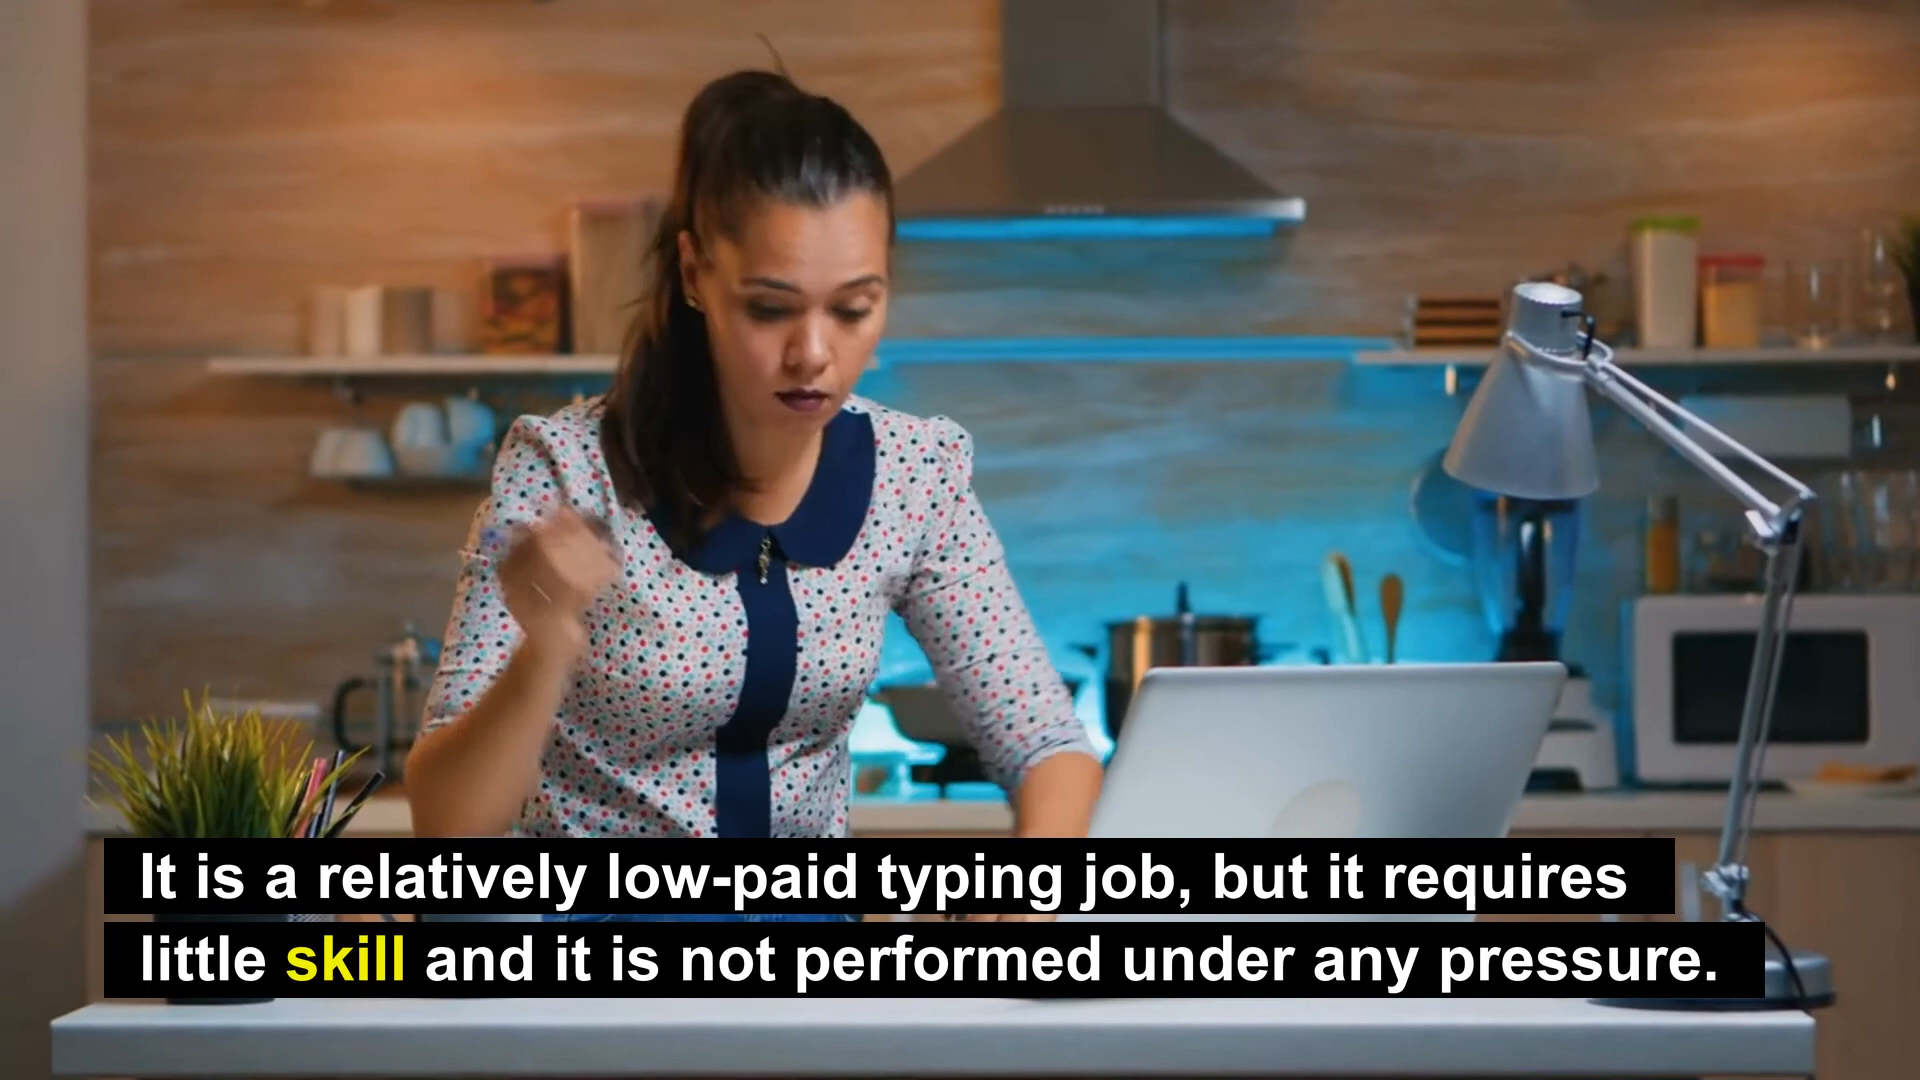 It is a relatively low-paid typing job, but it requires
little skill and it is not performed under any pressure.